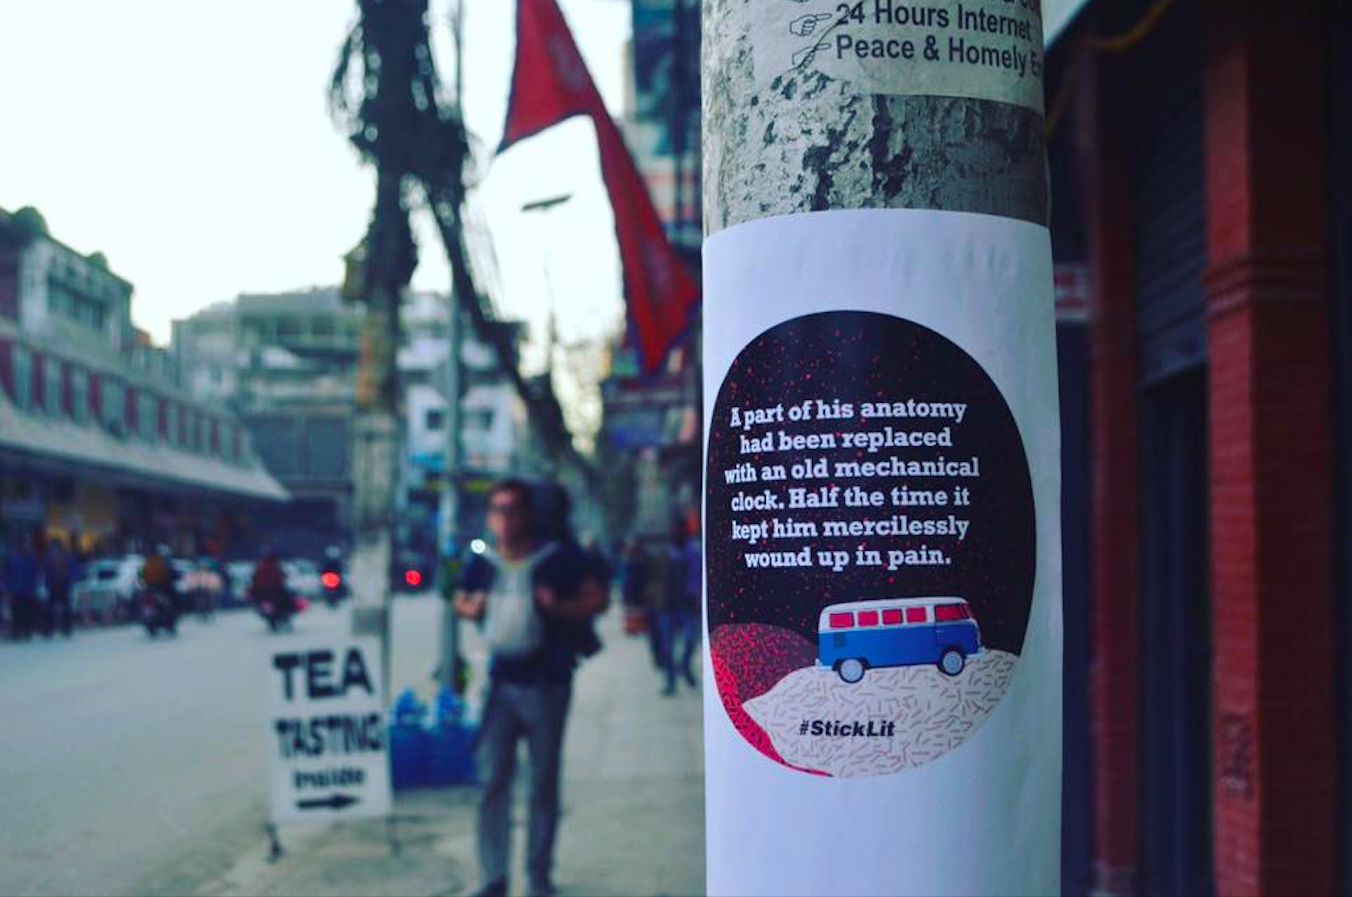 24 Hours Internet
Peace & Homely
A part of his anatomy
had been replaced
with an old mechanical
clock. Half the time it
kept him mercilessly
wound up in pain.
#StickLit
TEA
TASTING
Inside